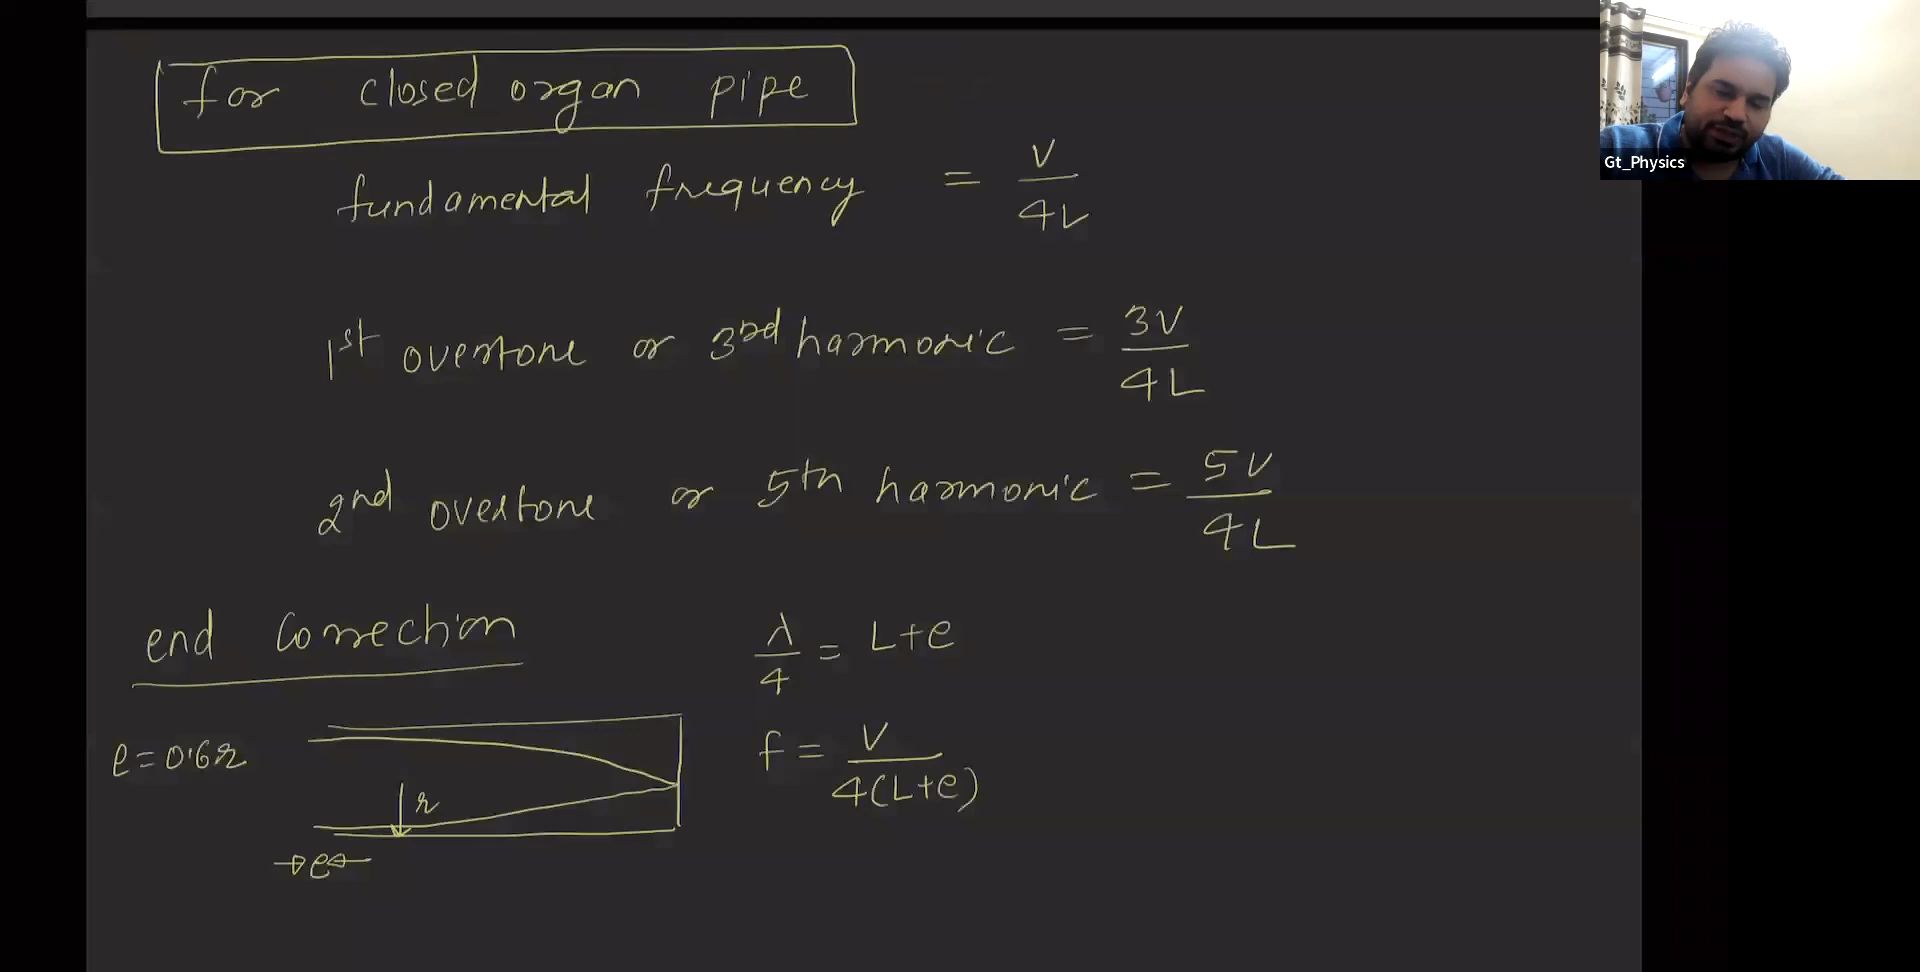 for closed organ pipe
fundamental frequency = V/4L
1st overtone or 3rd harmonic = 3V/4L
2nd overtone or 5th harmonic = 5V/4L
end correction
λ/4 = L+e
e=0.6r
r
e
f = V/4(L+e)
Gt_Physics